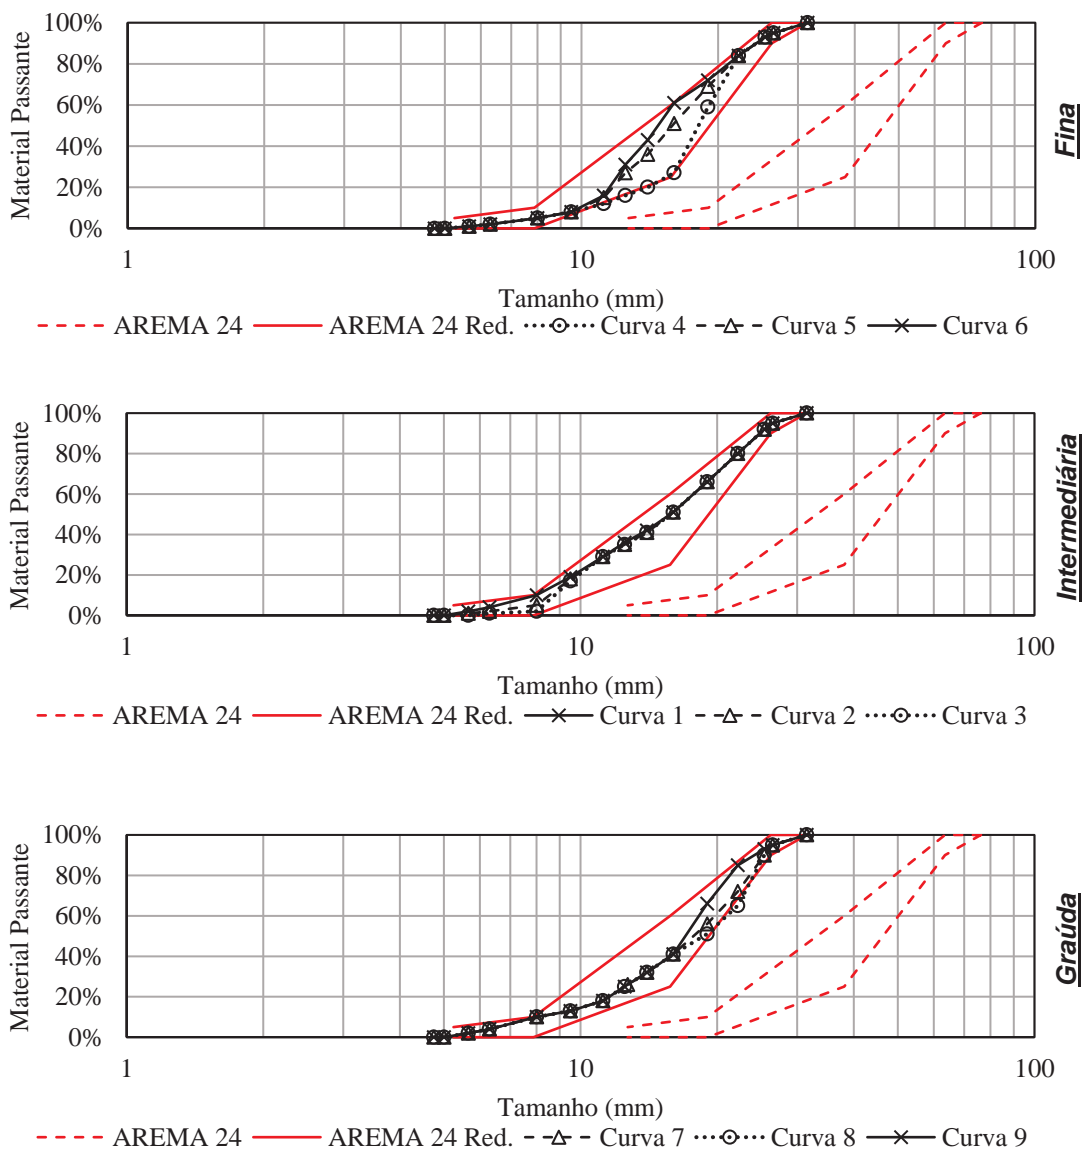 100%
80%
60%
40%
20%
0%
Material Passante
1 10 100
Tamanho (mm)
Fina
AREMA 24 AREMA 24 Red. Curva 4 Curva 5 Curva 6
100%
80%
60%
40%
20%
0%
Material Passante
1 10 100
Tamanho (mm)
Intermediária
AREMA 24 AREMA 24 Red. Curva 1 Curva 2 Curva 3
100%
80%
60%
40%
20%
0%
Material Passante
1 10 100
Tamanho (mm)
Graúda
AREMA 24 AREMA 24 Red. Curva 7 Curva 8 Curva 9